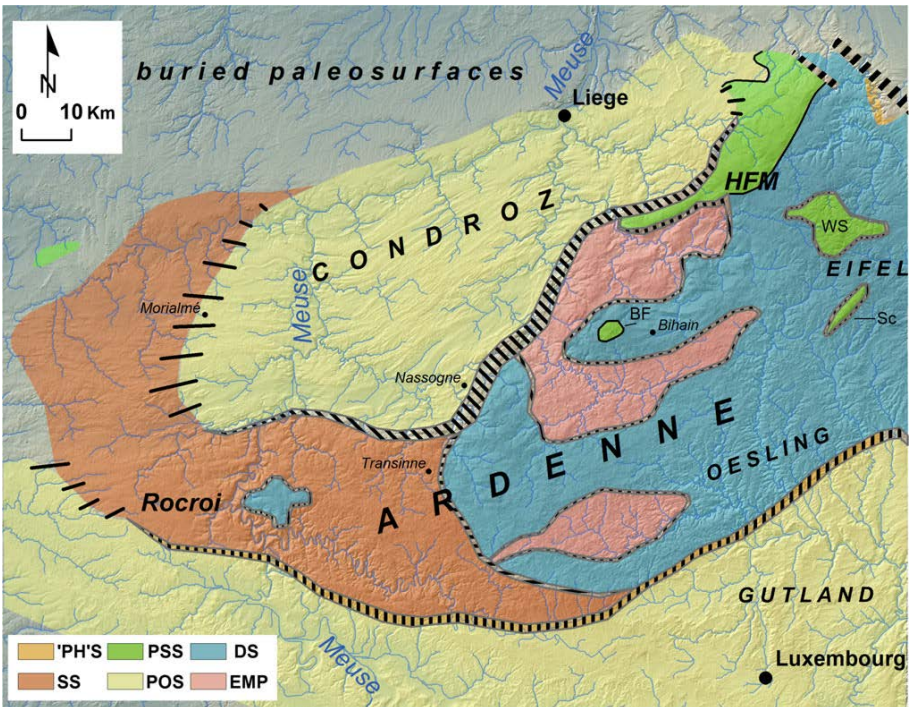 N
0 10 Km
buried paleosurfaces
Meuse
Liege
HFM
WS
EIFEL
CONDROZ
Meuse
Morialmé
BF
Bihain
Sc
Nassogne
Transinne
ARDENNE
OESLING
Rocroi
GUTLAND
Meuse
Luxembourg
'PH'S PSS DS
SS POS EMP